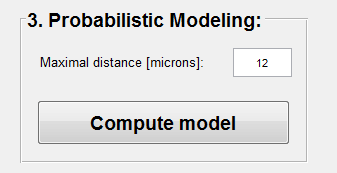 3. Probabilistic Modeling:
Maximal distance [microns]: 12
Compute model